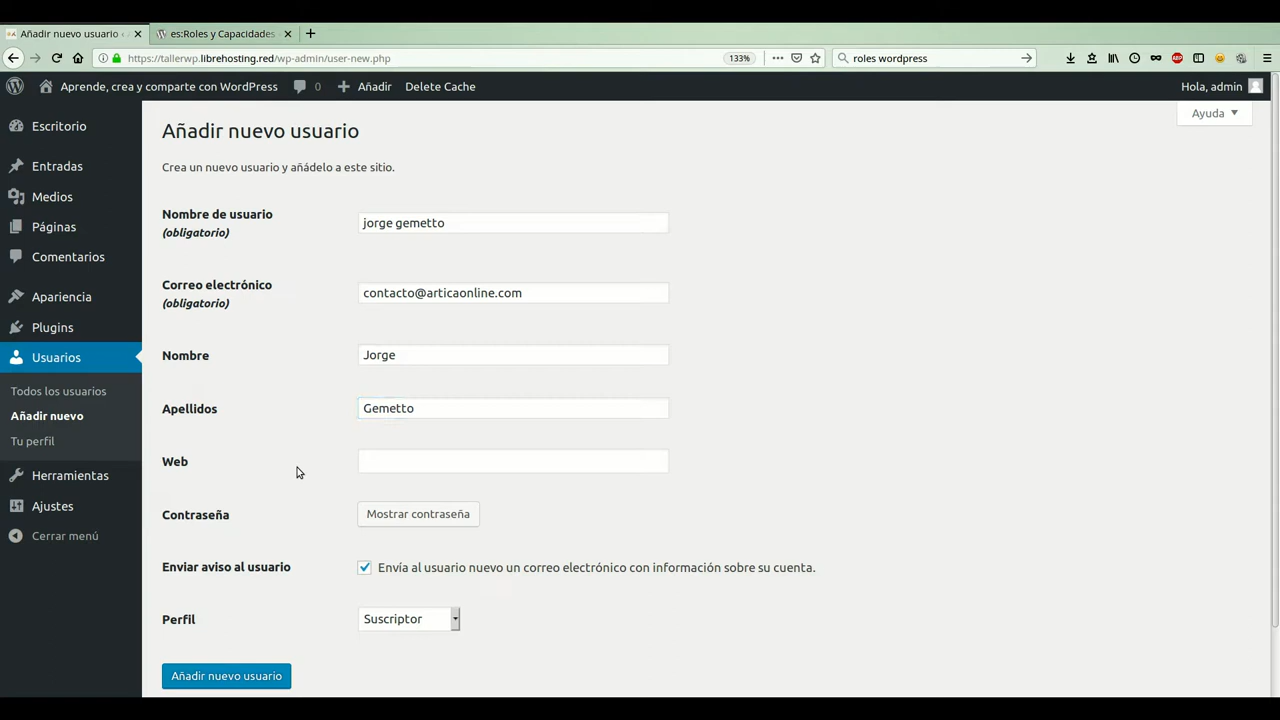 Añadir nuevo usuario ‹
es:Roles y Capacidades
https://tallerwp.librehosting.red/wp-admin/user-new.php
133%
roles wordpress
Aprende, crea y comparte con WordPress
0
Añadir
Delete Cache
Hola, admin
Escritorio
Entradas
Medios
Páginas
Comentarios
Apariencia
Plugins
Usuarios
Todos los usuarios
Añadir nuevo
Tu perfil
Herramientas
Ajustes
Cerrar menú
Ayuda
Añadir nuevo usuario
Crea un nuevo usuario y añádelo a este sitio.
Nombre de usuario
(obligatorio)
jorge gemetto
Correo electrónico
(obligatorio)
contacto@articaonline.com
Nombre
Jorge
Apellidos
Gemetto
Web
Contraseña
Mostrar contraseña
Enviar aviso al usuario
Envía al usuario nuevo un correo electrónico con información sobre su cuenta.
Perfil
Suscriptor
Añadir nuevo usuario